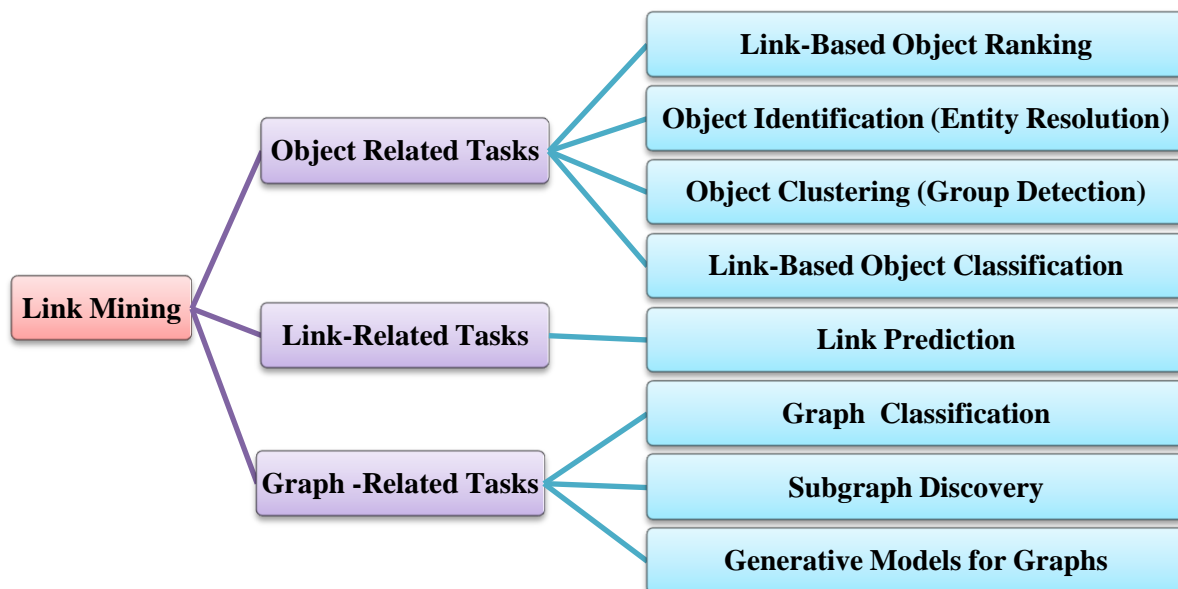 Link Mining
Object Related Tasks
Link-Based Object Ranking
Object Identification (Entity Resolution)
Object Clustering (Group Detection)
Link-Based Object Classification
Link-Related Tasks
Link Prediction
Graph -Related Tasks
Graph  Classification
Subgraph Discovery
Generative Models for Graphs